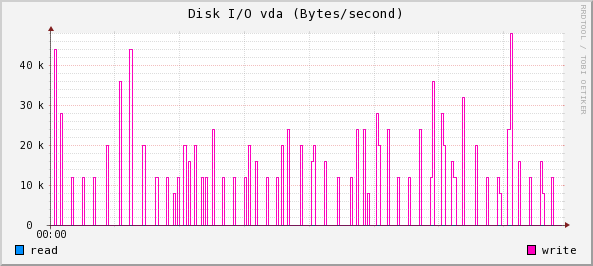 Disk I/O vda (Bytes/second)
RRDTOOL / TOBI OETIKER
40 k
30 k
20 k
10 k
0
00:00
read
write